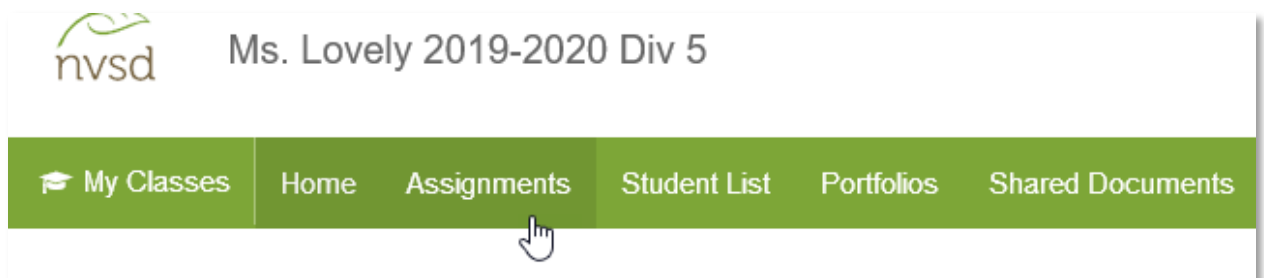 nvsd Ms. Lovely 2019-2020 Div 5
My Classes Home Assignments Student List Portfolios Shared Documents